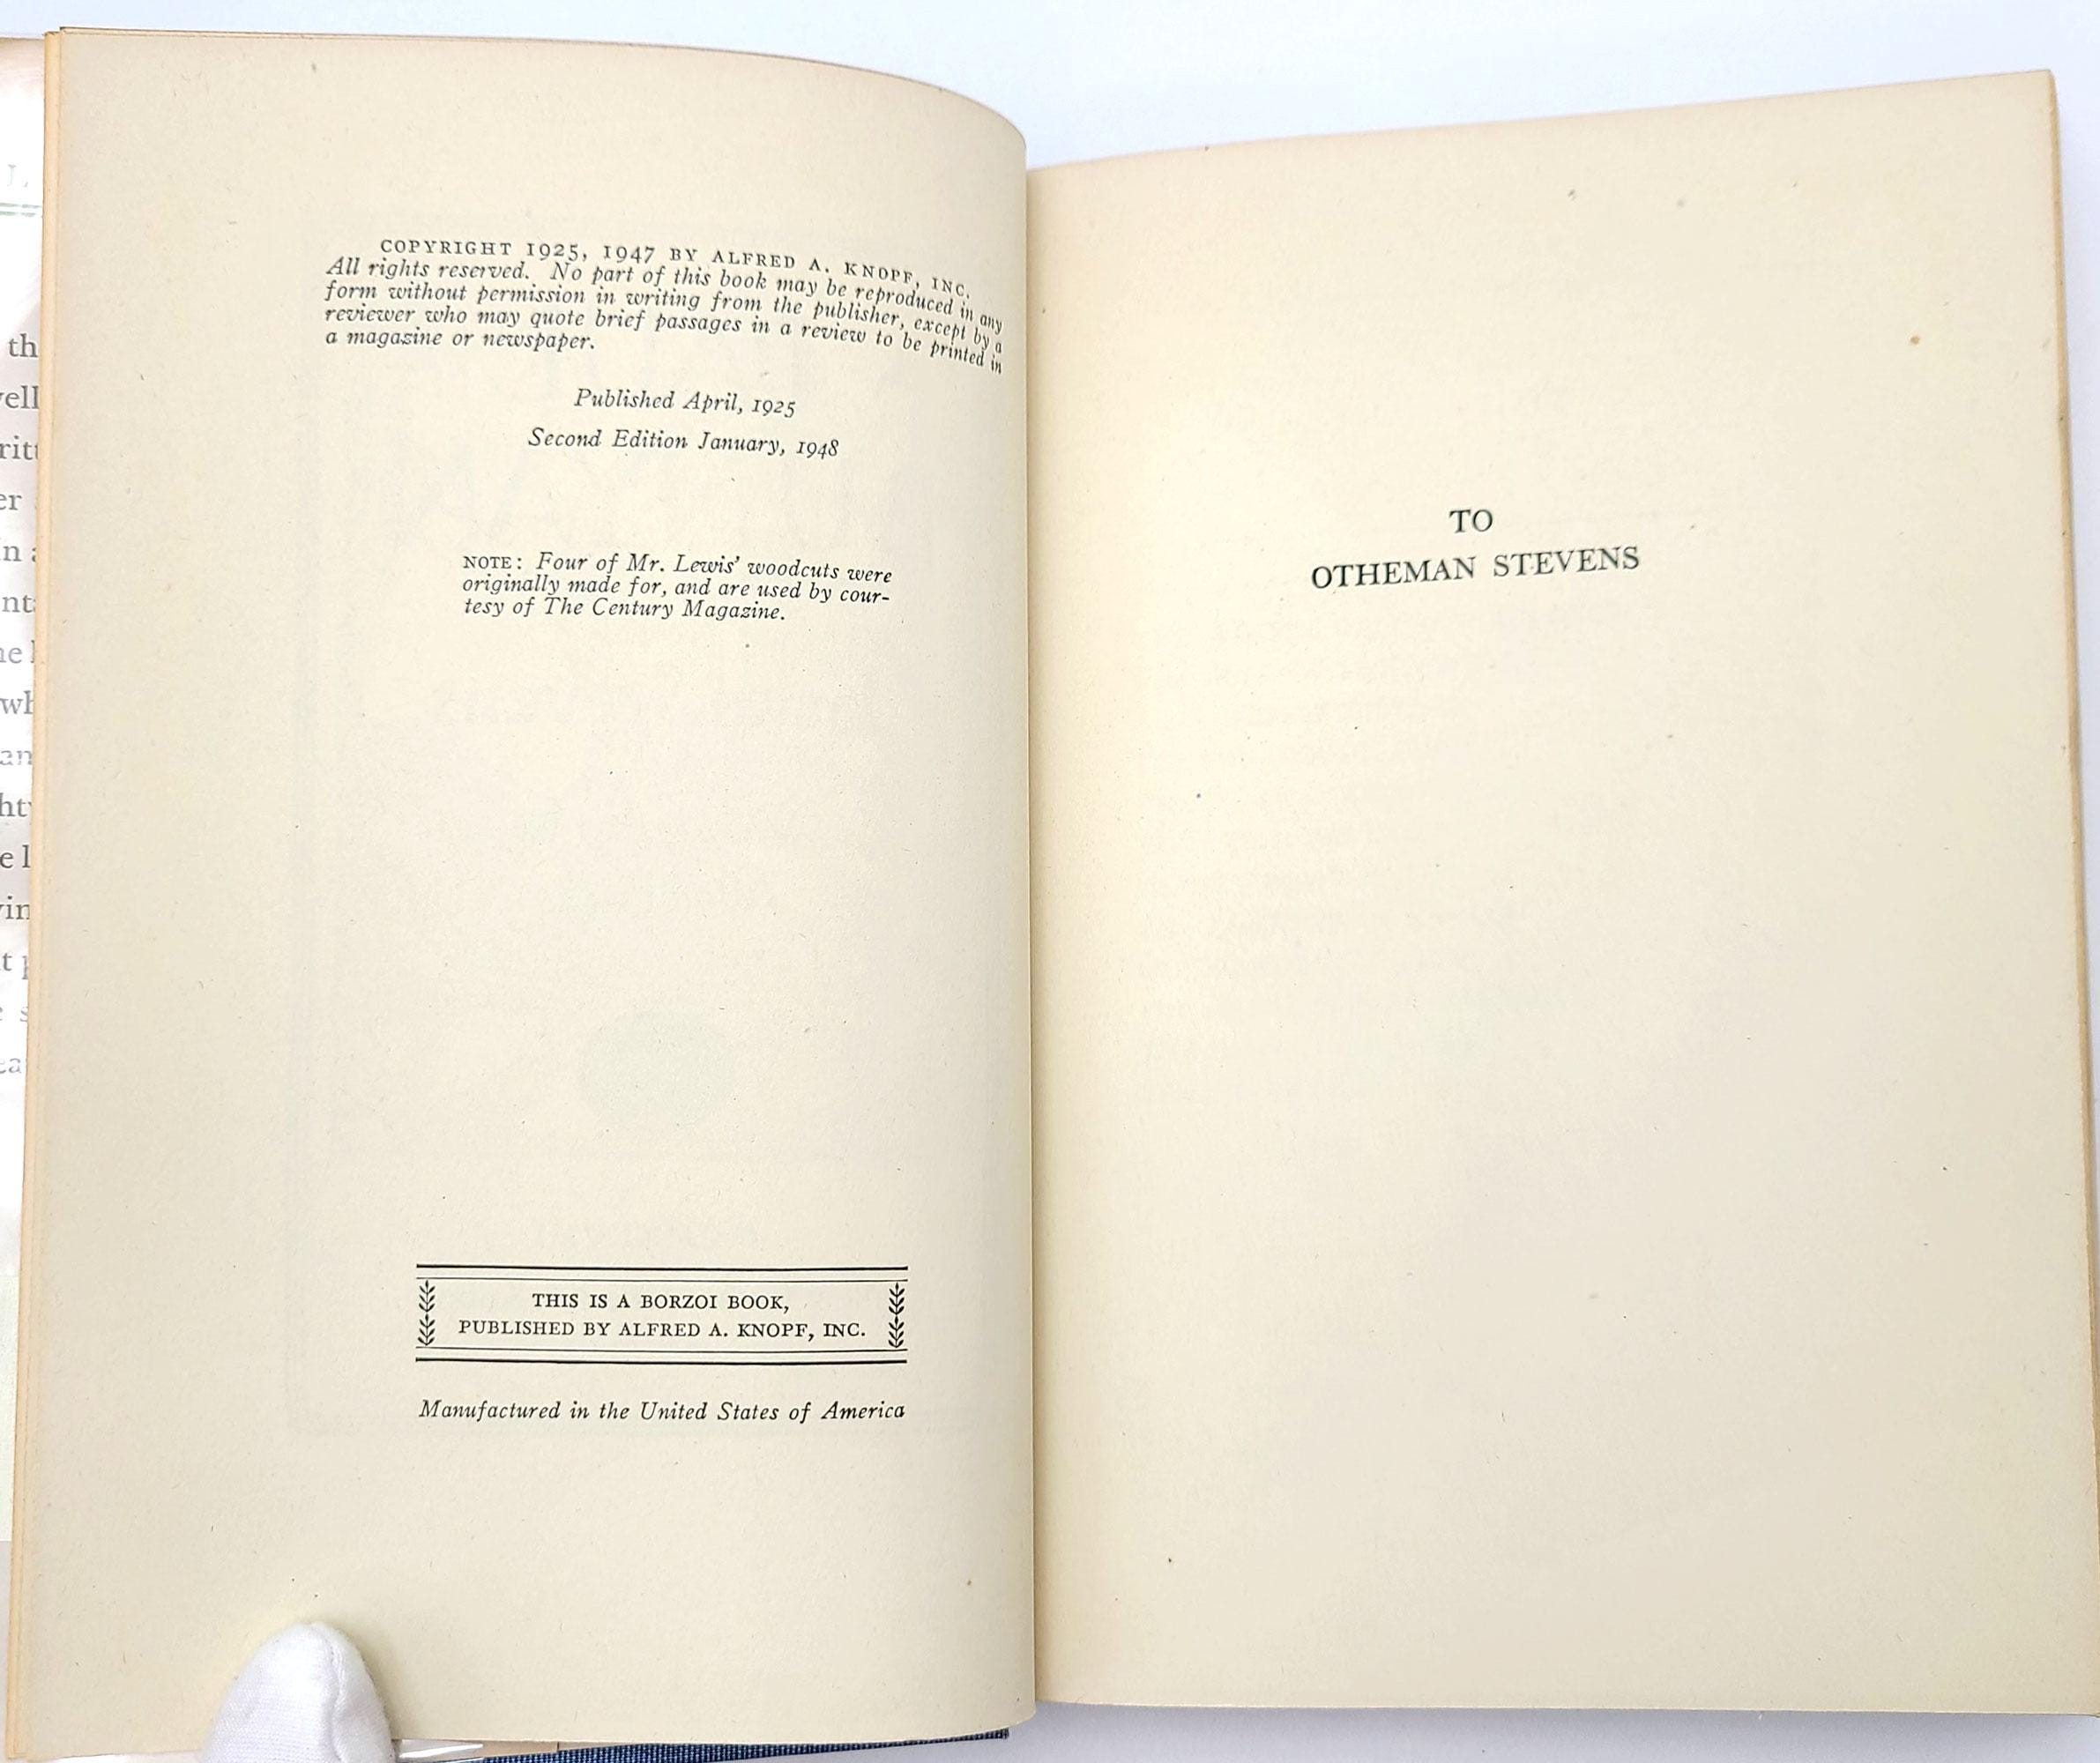 COPYRIGHT 1925, 1947 BY ALFRED A. KNOPF, INC.
All rights reserved. No part of this book may be reproduced in any
form without permission in writing from the publisher, except by a
reviewer who may quote brief passages in a review to be printed in
a magazine or newspaper.
Published April, 1925
Second Edition January, 1948
NOTE: Four of Mr. Lewis' woodcuts were
originally made for, and are used by cour-
tesy of The Century Magazine.
THIS IS A BORZOI BOOK,
PUBLISHED BY ALFRED A. KNOPF, INC.
Manufactured in the United States of America
TO
OTHEMAN STEVENS